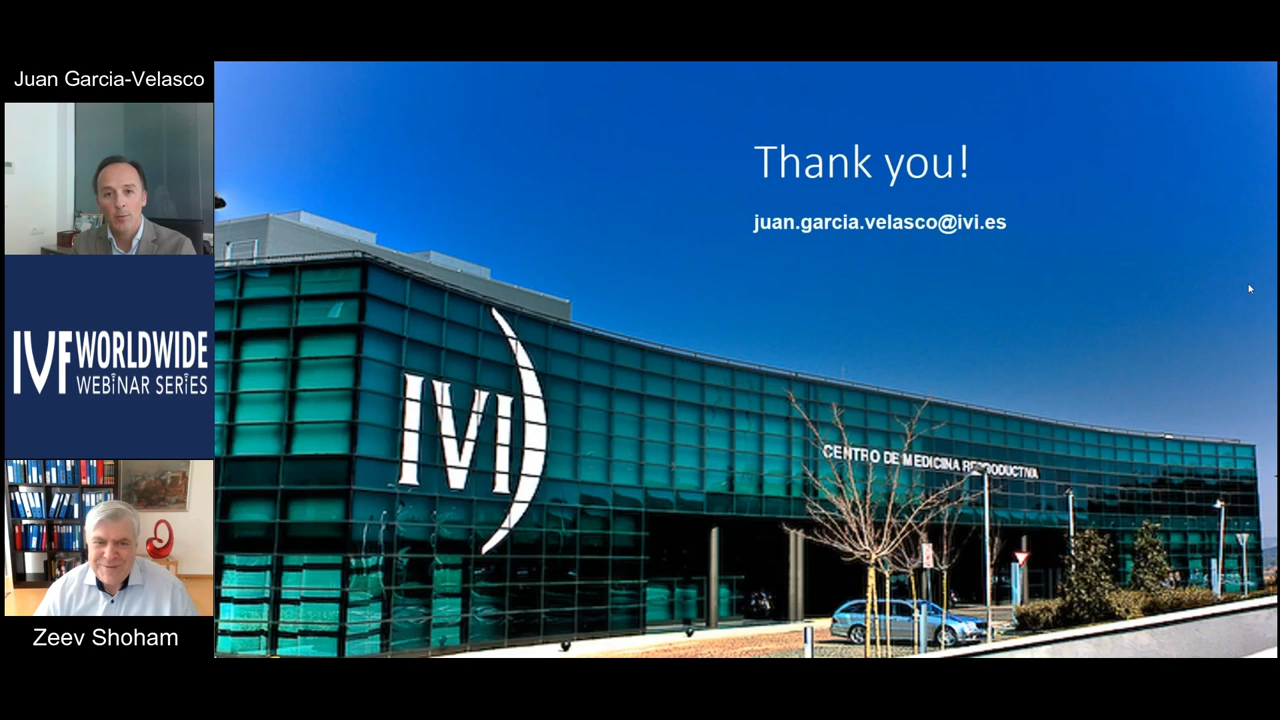 Juan Garcia-Velasco
IVF WORLDWIDE
WEBINAR SERIES
Zeev Shoham
Thank you!
juan.garcia.velasco@ivi.es
IVI
CENTRO DE MEDICINA REPRODUCTIVA